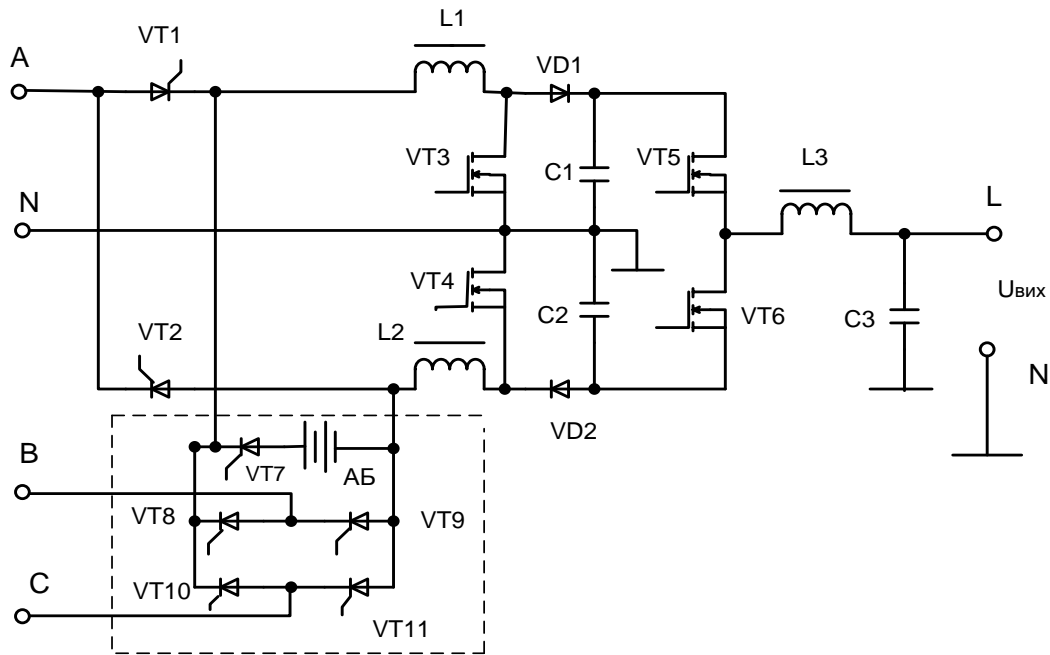 L1
VT1
A
VD1
VT3
C1
VT5
L3
N
L
VT4
Uвих
C2
VT6
C3
VT2
L2
N
VD2
B
VT7
АБ
VT8
VT9
C
VT10
VT11